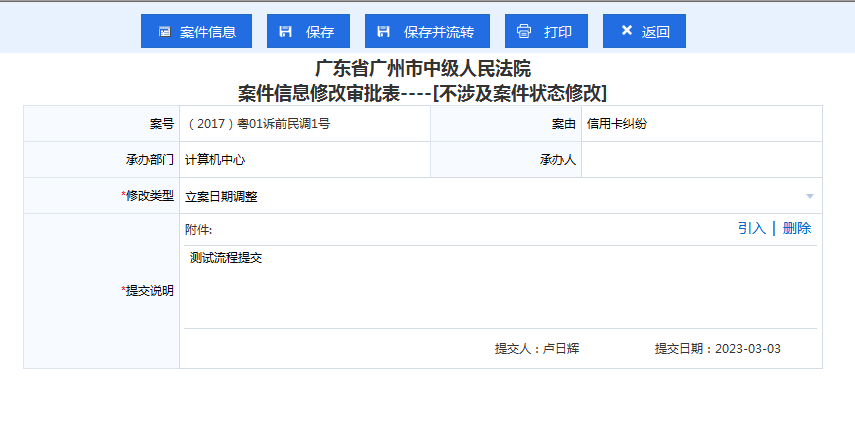 案件信息 保存 保存并流转 打印 返回
广东省广州市中级人民法院
案件信息修改审批表----[不涉及案件状态修改]
案号 （2017）粤01诉前民调1号 案由 信用卡纠纷
承办部门 计算机中心 承办人
*修改类型 立案日期调整
附件: 引入 | 删除
测试流程提交
*提交说明
提交人：卢日辉 提交日期：2023-03-03